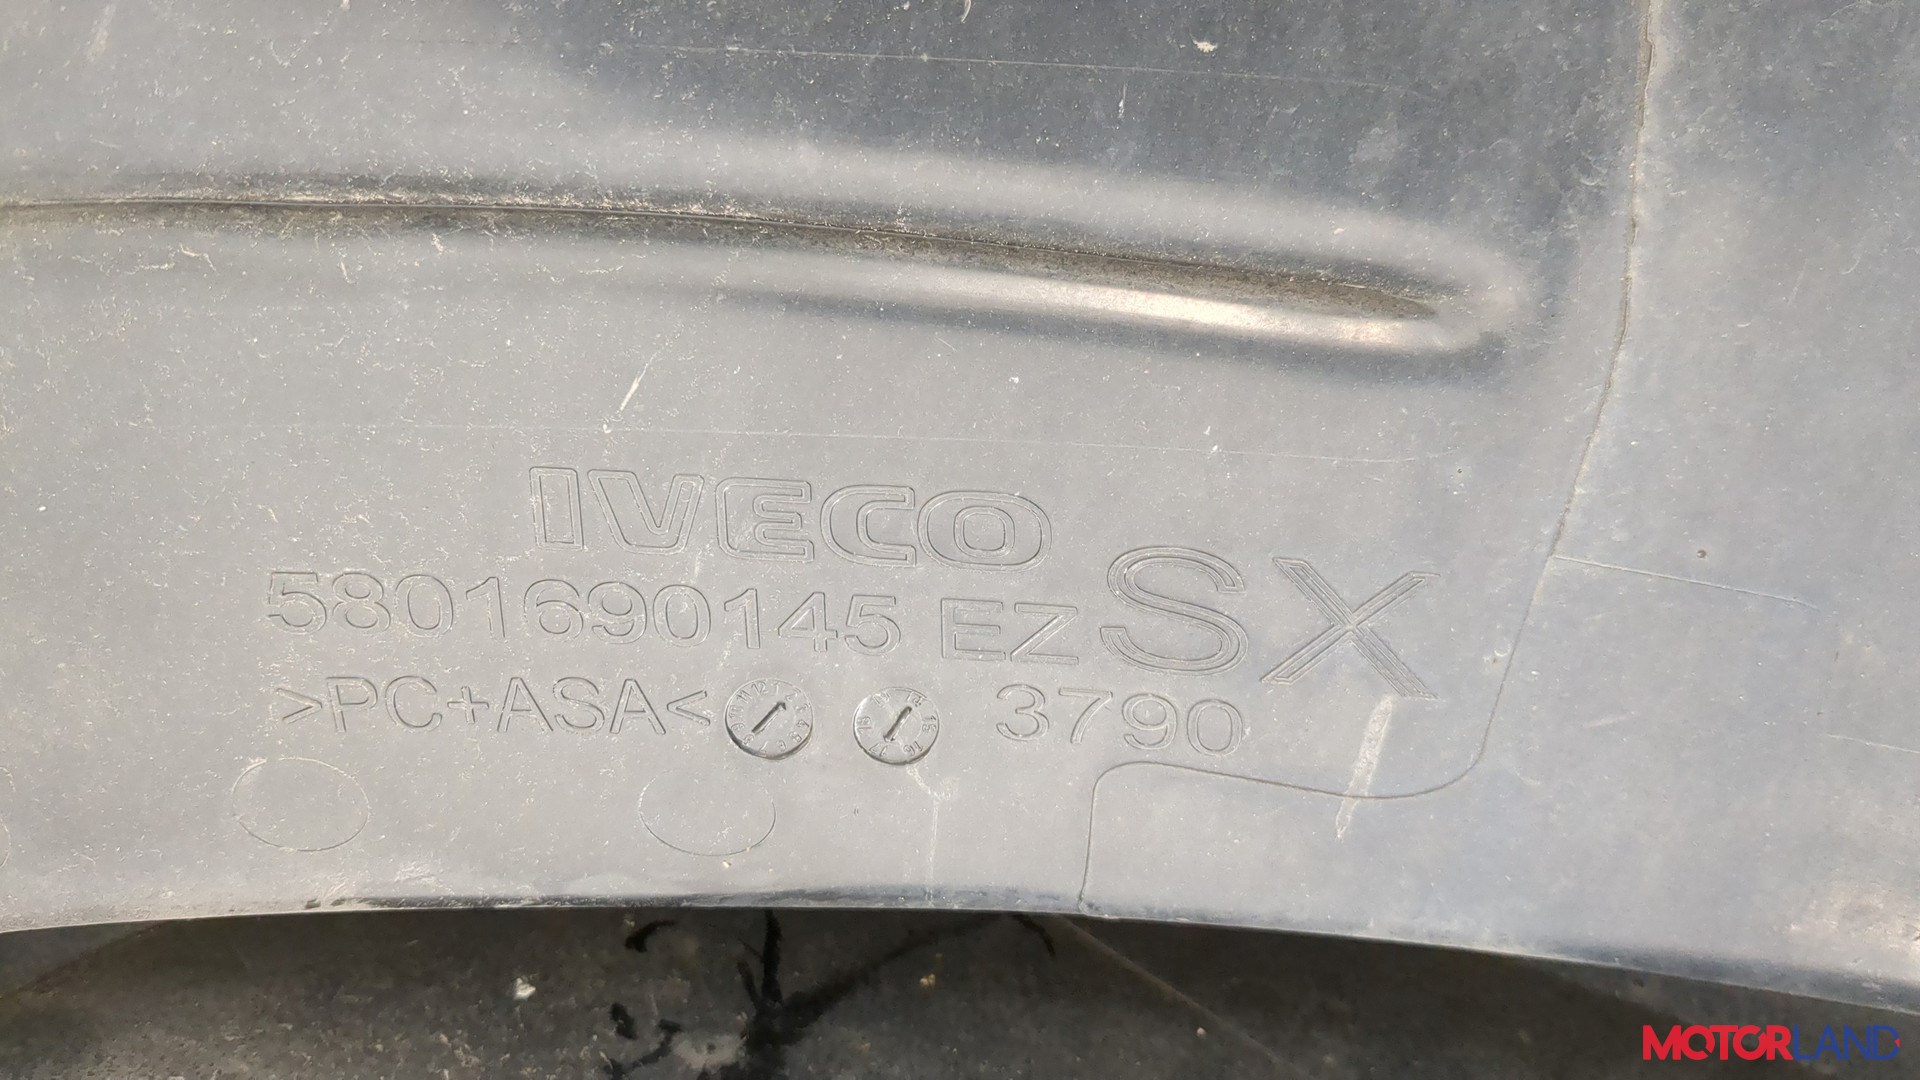 IVECO
5801690145 EZ SX
>PC+ASA< 3790
MOTORLAND